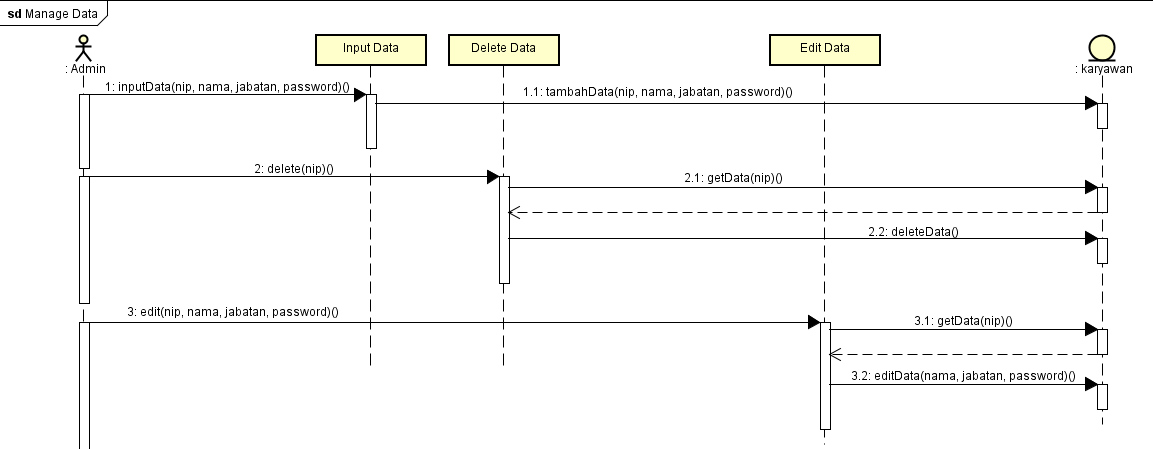 sd Manage Data
Input Data
Delete Data
Edit Data
: Admin
: karyawan
1: inputData(nip, nama, jabatan, password)()
1.1: tambahData(nip, nama, jabatan, password)()
2: delete(nip)()
2.1: getData(nip)()
2.2: deleteData()
3: edit(nip, nama, jabatan, password)()
3.1: getData(nip)()
3.2: editData(nama, jabatan, password)()